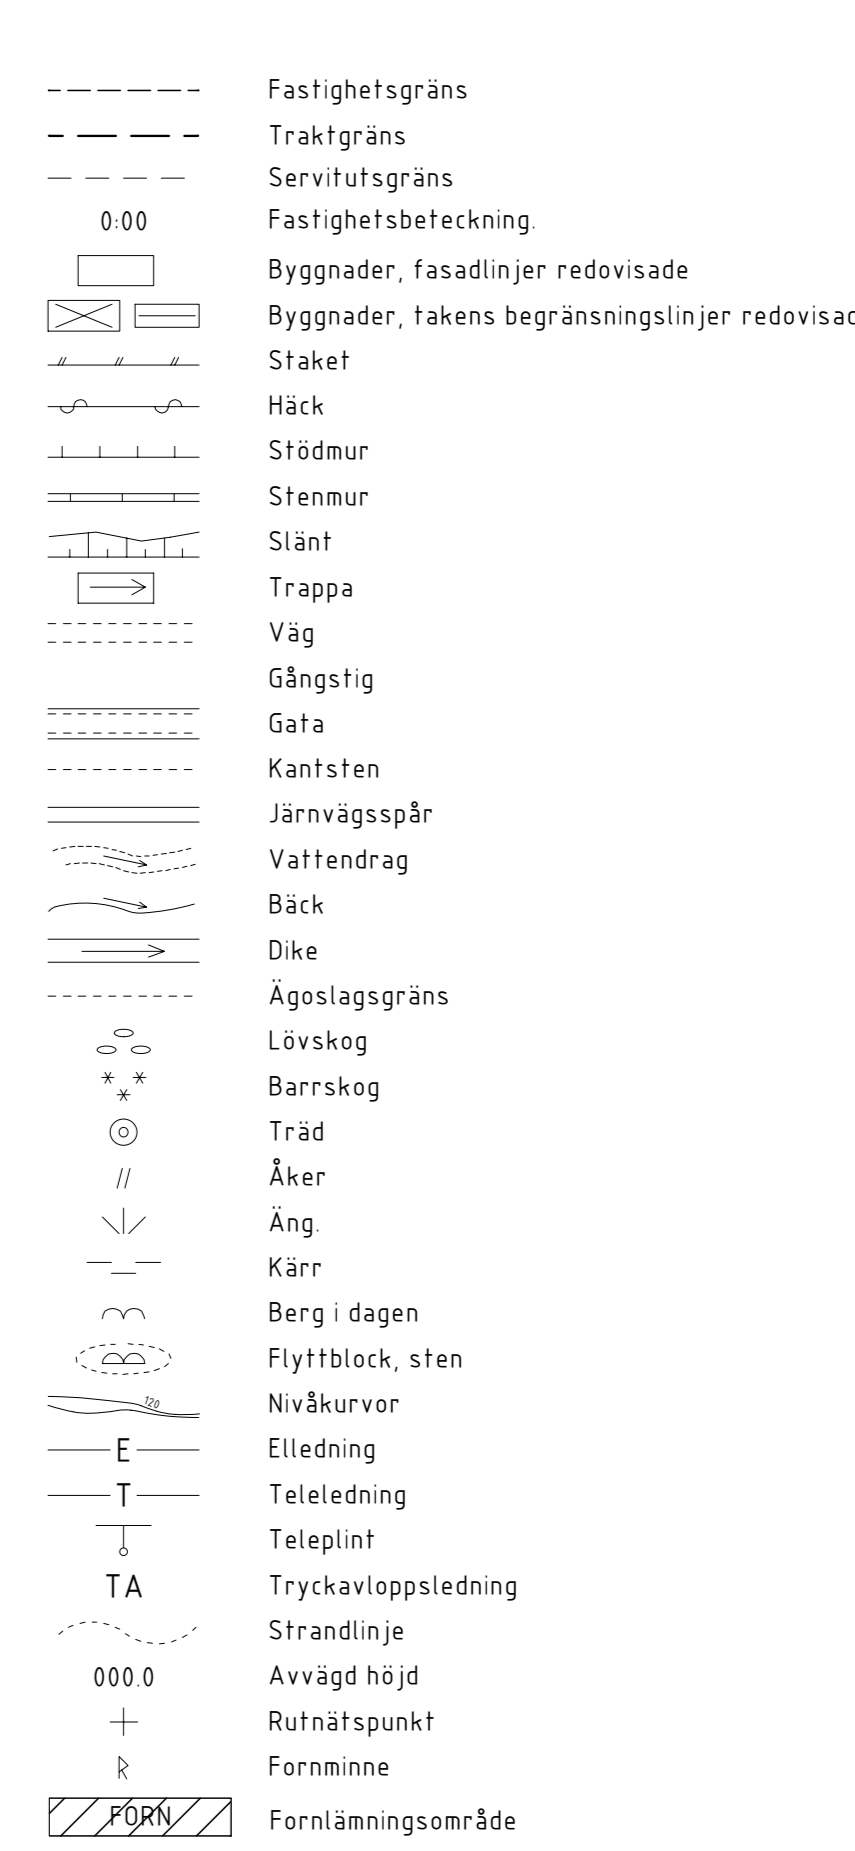 Fastighetsgräns
Traktgräns
Servitutsgräns
0:00 Fastighetsbeteckning.
Byggnader, fasadlinjer redovisade
Byggnader, takens begränsningslinjer redovisad
Staket
Häck
Stödmur
Stenmur
Slänt
Trappa
Väg
Gångstig
Gata
Kantsten
Järnvägsspår
Vattendrag
Bäck
Dike
Ägoslagsgräns
Lövskog
Barrskog
Träd
Åker
Äng.
Kärr
Berg i dagen
Flyttblock, sten
120 Nivåkurvor
E Elledning
T Teleledning
Teleplint
TA Tryckavloppsledning
Strandlinje
000.0 Avvägd höjd
Rutnätspunkt
R Fornminne
FORN Fornlämningsområde